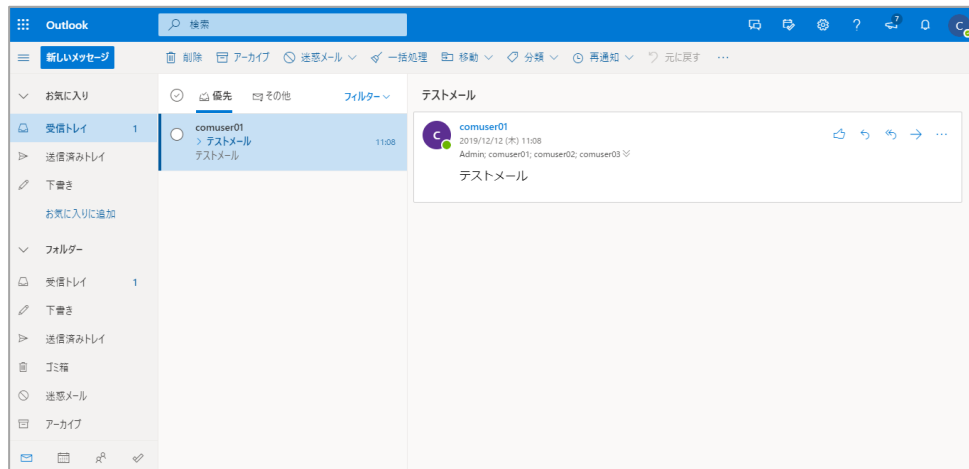 Outlook
検索
7
C
新しいメッセージ
削除 アーカイブ 迷惑メール 一括処理 移動 分類 再通知 元に戻す ...
お気に入り
受信トレイ 1
送信済みトレイ
下書き
お気に入りに追加
フォルダー
受信トレイ 1
下書き
送信済みトレイ
ゴミ箱
迷惑メール
アーカイブ
優先 その他 フィルター
comuser01
> テストメール 11:08
テストメール
テストメール
C
comuser01
2019/12/12 (木) 11:08
Admin; comuser01; comuser02; comuser03
テストメール